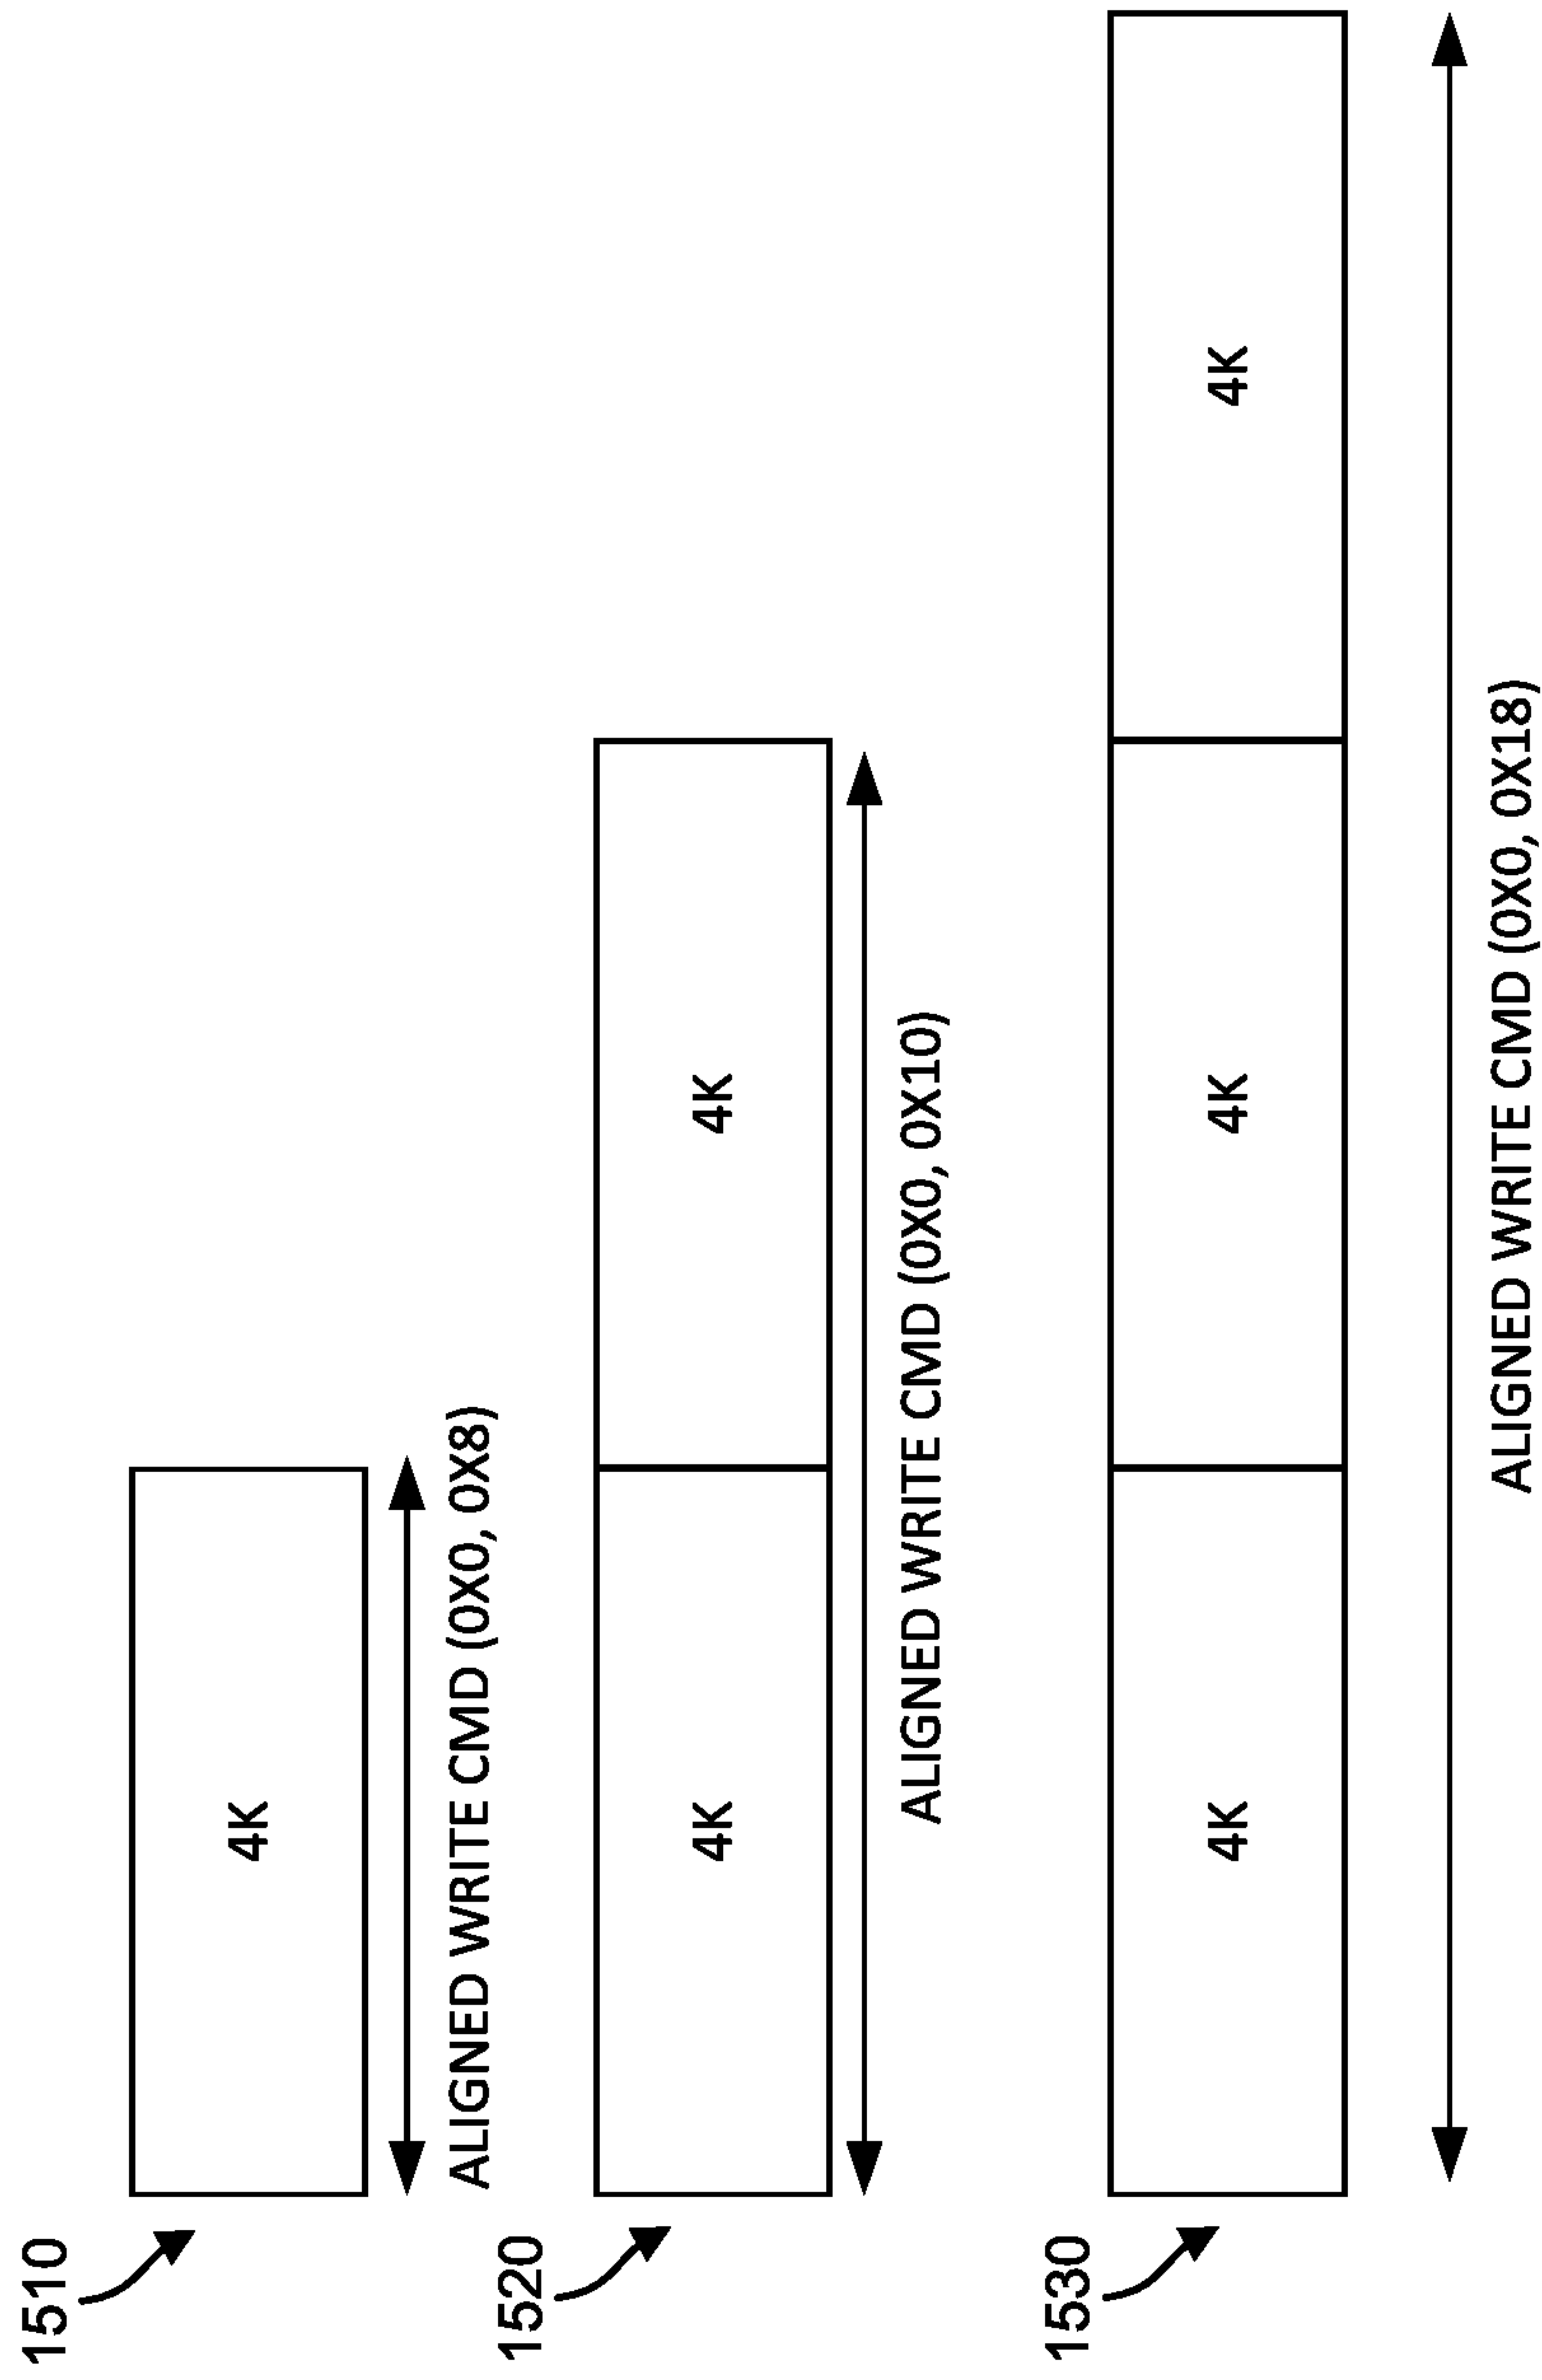 1510
4K
ALIGNED WRITE CMD (0X0, 0X8)
1520
4K
4K
ALIGNED WRITE CMD (0X0, 0X10)
1530
4K
4K
4K
ALIGNED WRITE CMD (0X0, 0X18)